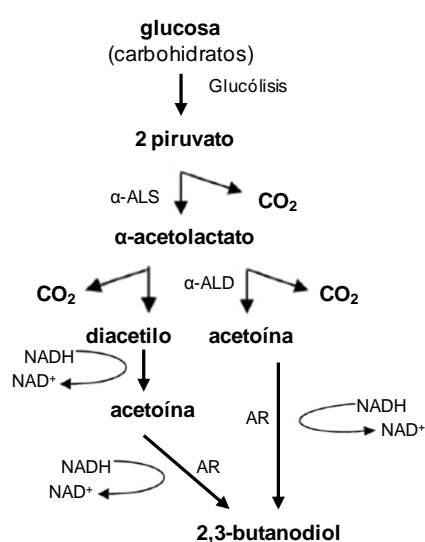 glucosa
(carbohidratos)
Glucólisis
2 piruvato
α-ALS
CO₂
α-acetolactato
CO₂
α-ALD
CO₂
diacetilo
acetoína
NADH
NAD⁺
acetoína
AR
NADH
NAD⁺
NADH
NAD⁺
AR
2,3-butanodiol